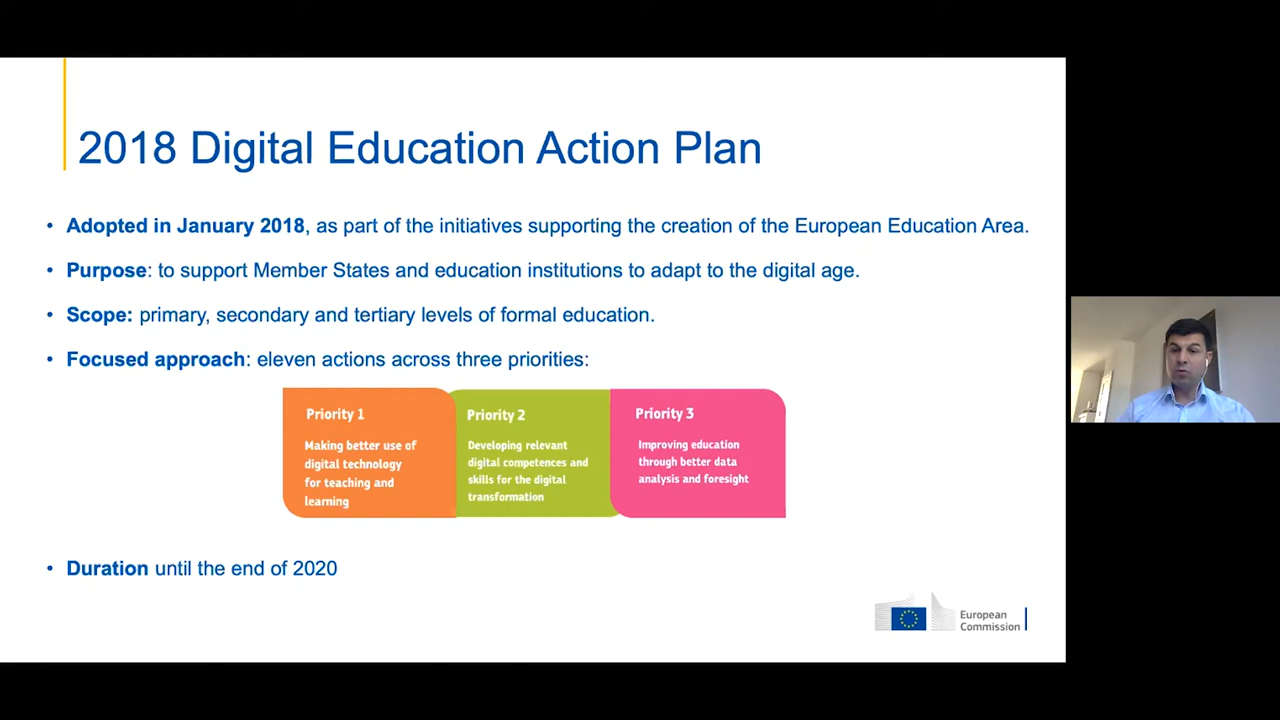 2018 Digital Education Action Plan
• Adopted in January 2018, as part of the initiatives supporting the creation of the European Education Area.
• Purpose: to support Member States and education institutions to adapt to the digital age.
• Scope: primary, secondary and tertiary levels of formal education.
• Focused approach: eleven actions across three priorities:
Priority 1
Making better use of
digital technology
for teaching and
learning
Priority 2
Developing relevant
digital competences and
skills for the digital
transformation
Priority 3
Improving education
through better data
analysis and foresight
• Duration until the end of 2020
European
Commission